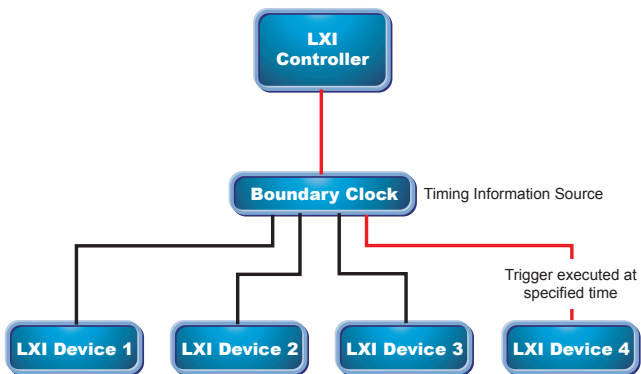 LXI
Controller
Boundary Clock
Timing Information Source
Trigger executed at
specified time
LXI Device 1
LXI Device 2
LXI Device 3
LXI Device 4